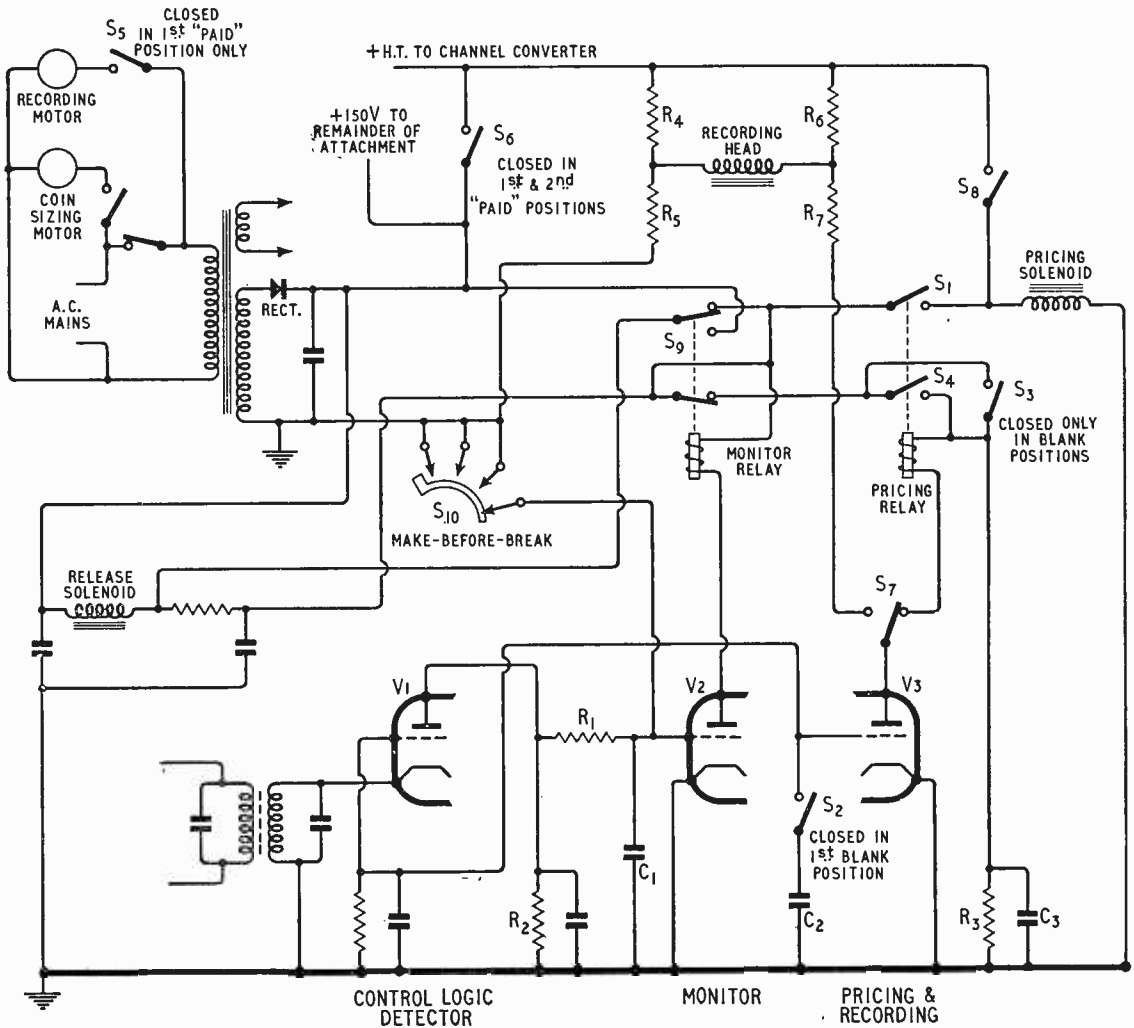 CLOSED
IN 1st "PAID"
POSITION ONLY
S5
RECORDING
MOTOR
COIN
SIZING
MOTOR
A.C.
MAINS
+H.T. TO CHANNEL CONVERTER
+150V TO
REMAINDER OF
ATTACHMENT
S6
CLOSED IN
1st & 2nd
"PAID" POSITIONS
R4
R6
RECORDING
HEAD
R5
R7
S8
PRICING
SOLENOID
RECT.
S9
S1
S4
S3
CLOSED ONLY
IN BLANK
POSITIONS
MONITOR
RELAY
PRICING
RELAY
S10
MAKE-BEFORE-BREAK
RELEASE
SOLENOID
S7
V1
V2
V3
R1
S2
CLOSED IN
1st BLANK
POSITION
C1
C2
R2
R3
C3
CONTROL LOGIC
DETECTOR
MONITOR
PRICING &
RECORDING